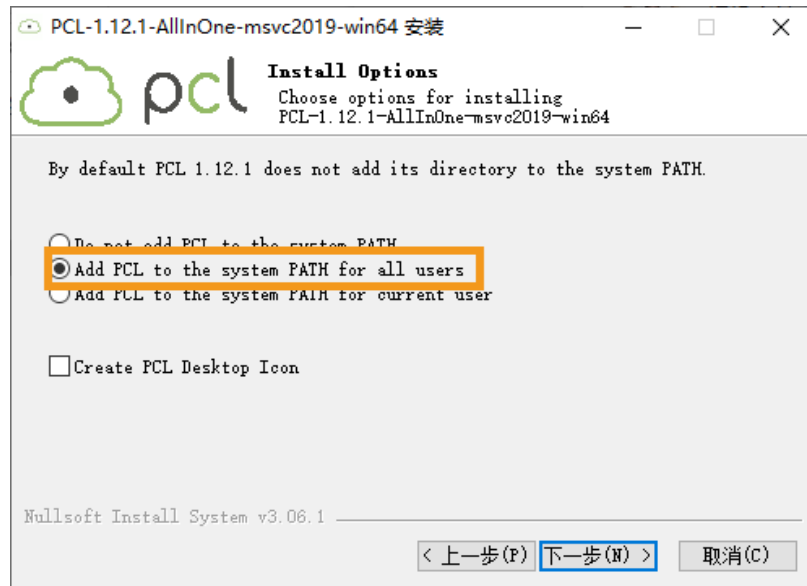 PCL-1.12.1-AllInOne-msvc2019-win64 安装
pcl
Install Options
Choose options for installing
PCL-1.12.1-AllInOne-msvc2019-win64
By default PCL 1.12.1 does not add its directory to the system PATH.
Do not add PCL to the system PATH
Add PCL to the system PATH for all users
Add PCL to the system PATH for current user
Create PCL Desktop Icon
Nullsoft Install System v3.06.1
< 上一步(P)
下一步(N) >
取消(C)